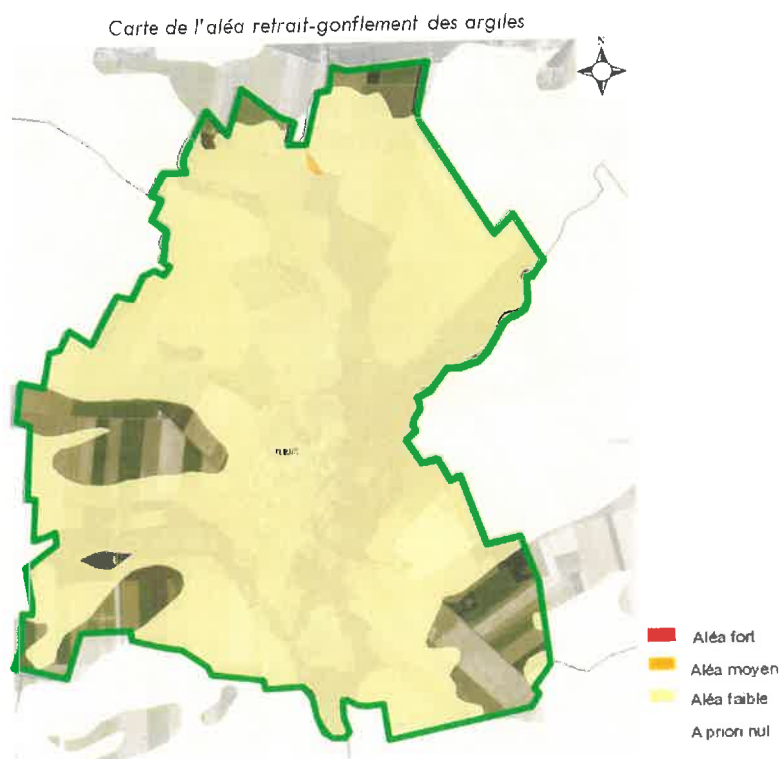 Carte de l'aléa retrait-gonflement des argiles
N
Aléa fort
Aléa moyen
Aléa faible
A priori nul